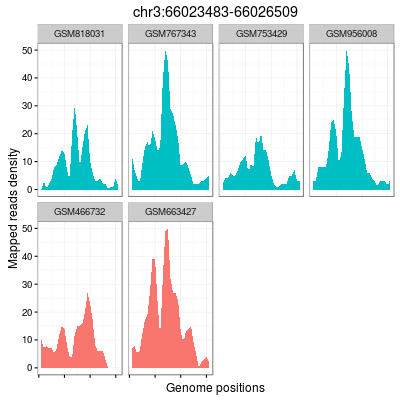 chr3:66023483-66026509
GSM818031 GSM767343 GSM753429 GSM956008
50
40
30
20
10
0
GSM466732 GSM663427
50
40
30
20
10
0
Mapped reads density
Genome positions